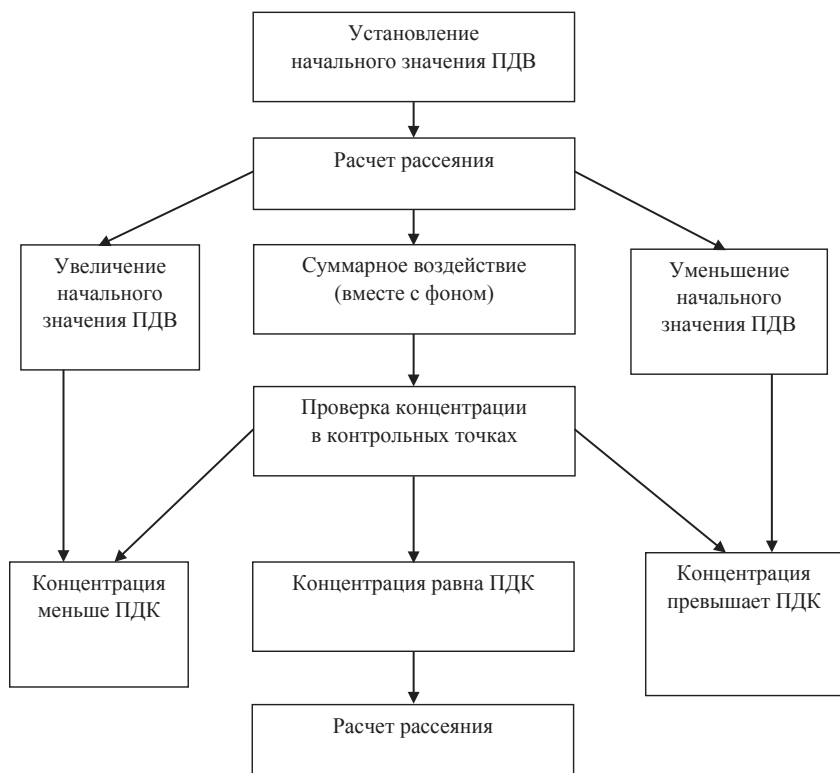 Установление
начального значения ПДВ
Расчет рассеяния
Увеличение
начального
значения ПДВ
Суммарное воздействие
(вместе с фоном)
Уменьшение
начального
значения ПДВ
Проверка концентрации
в контрольных точках
Концентрация
меньше ПДК
Концентрация равна ПДК
Концентрация
превышает ПДК
Расчет рассеяния